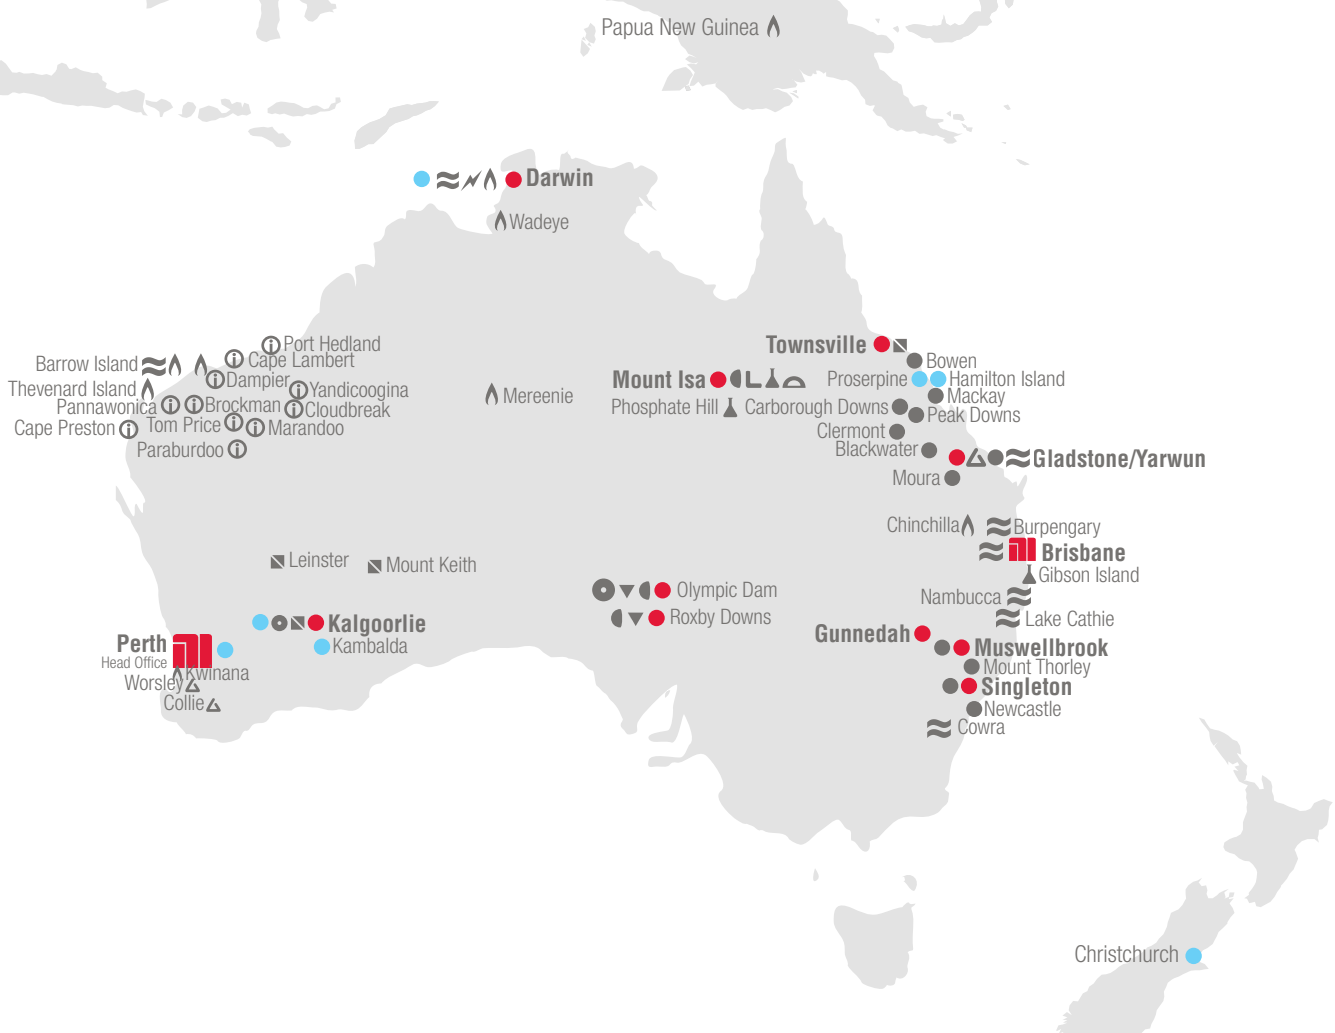 Papua New Guinea
Darwin
Wadeye
Port Hedland
Cape Lambert
Barrow Island
Dampier
Thevenard Island
Yandicoogina
Pannawonica
Brockman
Cloudbreak
Cape Preston
Tom Price
Marandoo
Paraburdoo
Mereenie
Townsville
Bowen
Mount Isa
Proserpine
Hamilton Island
Mackay
Phosphate Hill
Carborough Downs
Peak Downs
Clermont
Blackwater
Gladstone/Yarwun
Moura
Chinchilla
Burpengary
Brisbane
Gibson Island
Nambucca
Lake Cathie
Leinster
Mount Keith
Olympic Dam
Roxby Downs
Kalgoorlie
Kambalda
Perth
Head Office
Kwinana
Worsley
Collie
Gunnedah
Muswellbrook
Mount Thorley
Singleton
Newcastle
Cowra
Christchurch